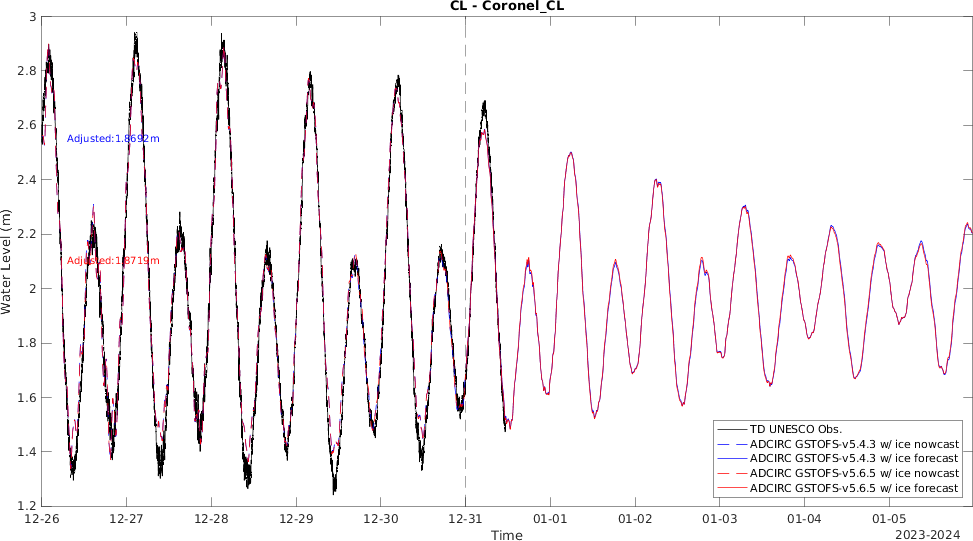 CL - Coronel_CL
3
2.8
2.6
2.4
2.2
2
1.8
1.6
1.4
1.2
Water Level (m)
Adjusted:1.8692m
Adjusted:1.8719m
TD UNESCO Obs.
ADCIRC GSTOFS-v5.4.3 w/ ice nowcast
ADCIRC GSTOFS-v5.4.3 w/ ice forecast
ADCIRC GSTOFS-v5.6.5 w/ ice nowcast
ADCIRC GSTOFS-v5.6.5 w/ ice forecast
12-26 12-27 12-28 12-29 12-30 12-31 01-01 01-02 01-03 01-04 01-05
Time
2023-2024